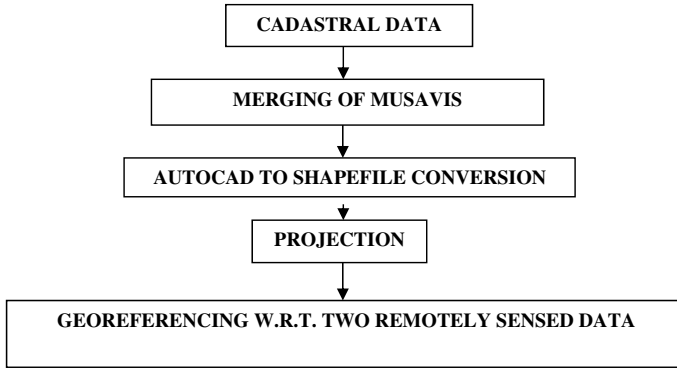 CADASTRAL DATA
MERGING OF MUSAVIS
AUTOCAD TO SHAPEFILE CONVERSION
PROJECTION
GEOREFERENCING W.R.T. TWO REMOTELY SENSED DATA